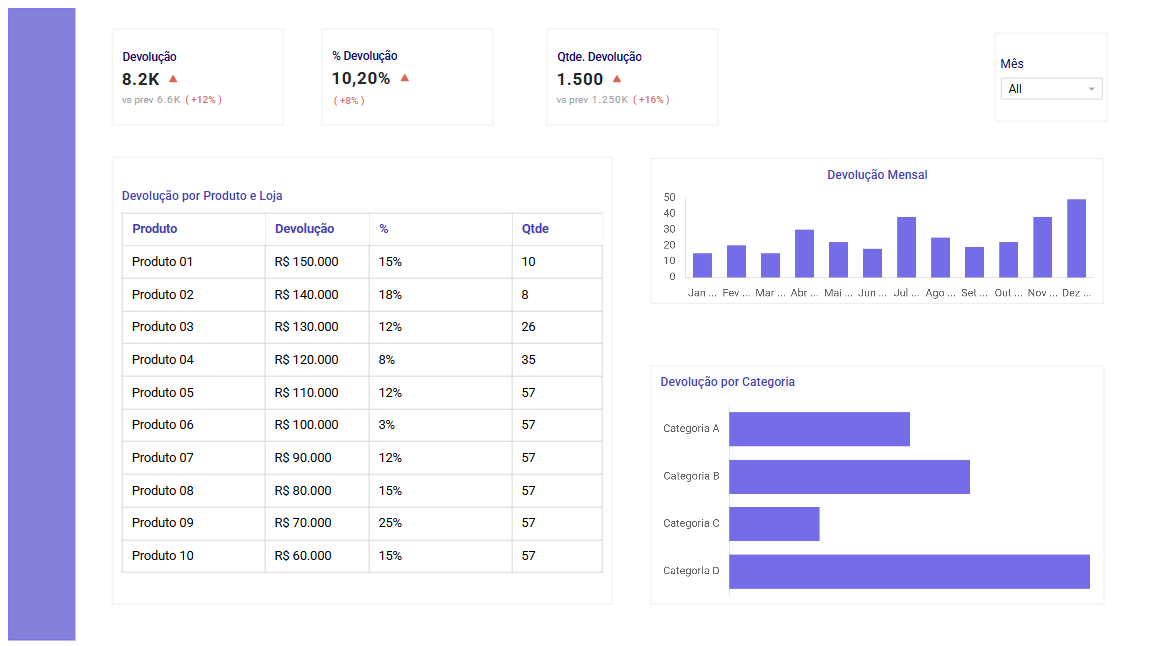 Devolução
8.2K
vs prev 6.6K (+12%)
% Devolução
10,20%
(+8%)
Qtde. Devolução
1.500
vs prev 1.250K (+16%)
Mês
All
Devolução por Produto e Loja
Produto Devolução % Qtde
Produto 01 R$ 150.000 15% 10
Produto 02 R$ 140.000 18% 8
Produto 03 R$ 130.000 12% 26
Produto 04 R$ 120.000 8% 35
Produto 05 R$ 110.000 12% 57
Produto 06 R$ 100.000 3% 57
Produto 07 R$ 90.000 12% 57
Produto 08 R$ 80.000 15% 57
Produto 09 R$ 70.000 25% 57
Produto 10 R$ 60.000 15% 57
Devolução Mensal
50
40
30
20
10
0
Jan ... Fev ... Mar ... Abr ... Mai ... Jun ... Jul ... Ago ... Set ... Out ... Nov ... Dez ...
Devolução por Categoria
Categoria A
Categoria B
Categoria C
Categoria D